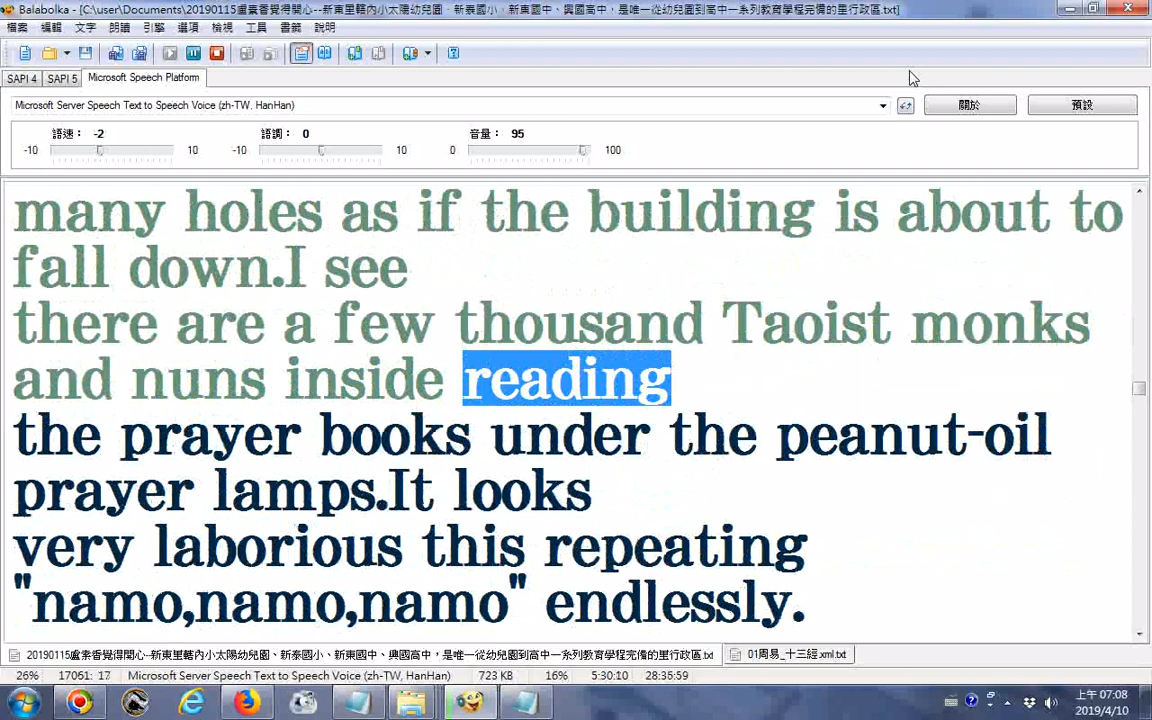 Balabolka - [C:\user\Documents\20190115盧素香覺得開心--新東里轄內小太陽幼兒園、新泰國小、新東國中、興國高中，是唯一從幼兒園到高中一系列教育學程完備的里行政區.txt]
檔案 編輯 文字 朗讀 引擎 選項 檢視 工具 書籤 說明
SAPI 4 SAPI 5 Microsoft Speech Platform
Microsoft Server Speech Text to Speech Voice (zh-TW, HanHan) 關於 預設
語速： -2 語調： 0 音量： 95
-10 10 -10 10 0 100
many holes as if the building is about to
fall down.I see
there are a few thousand Taoist monks
and nuns inside reading
the prayer books under the peanut-oil
prayer lamps.It looks
very laborious this repeating
"namo,namo,namo" endlessly.
20190115盧素香覺得開心--新東里轄內小太陽幼兒園、新泰國小、新東國中、興國高中，是唯一從幼兒園到高中一系列教育學程完備的里行政區.txt 01周易_十三經.xml.txt
26% 17061: 17 Microsoft Server Speech Text to Speech Voice (zh-TW, HanHan) 723 KB 16% 5:30:10 28:35:59
上午 07:08
2019/4/10